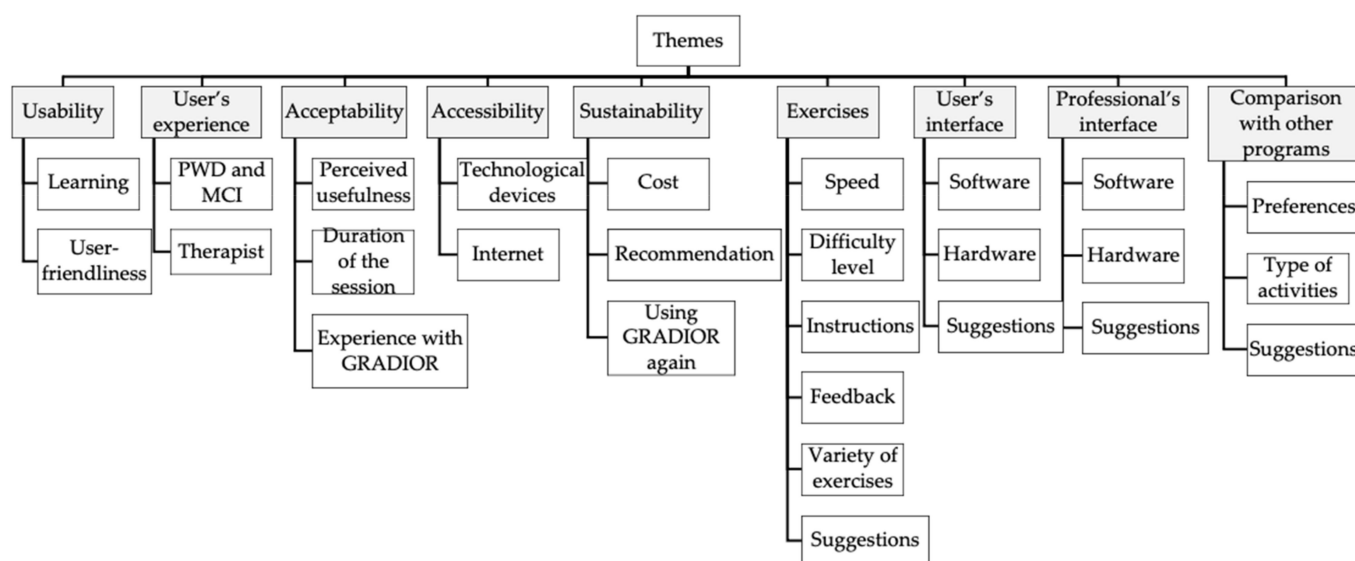 Themes
Usability
Learning
User-
friendliness
User's
experience
PWD and
MCI
Therapist
Acceptability
Perceived
usefulness
Duration
of the
session
Experience with
GRADIOR
Accessibility
Technological
devices
Internet
Sustainability
Cost
Recommendation
Using
GRADIOR
again
Exercises
Speed
Difficulty
level
Instructions
Feedback
Variety of
exercises
Suggestions
User's
interface
Software
Hardware
Suggestions
Professional's
interface
Software
Hardware
Suggestions
Comparison
with other
programs
Preferences
Type of
activities
Suggestions